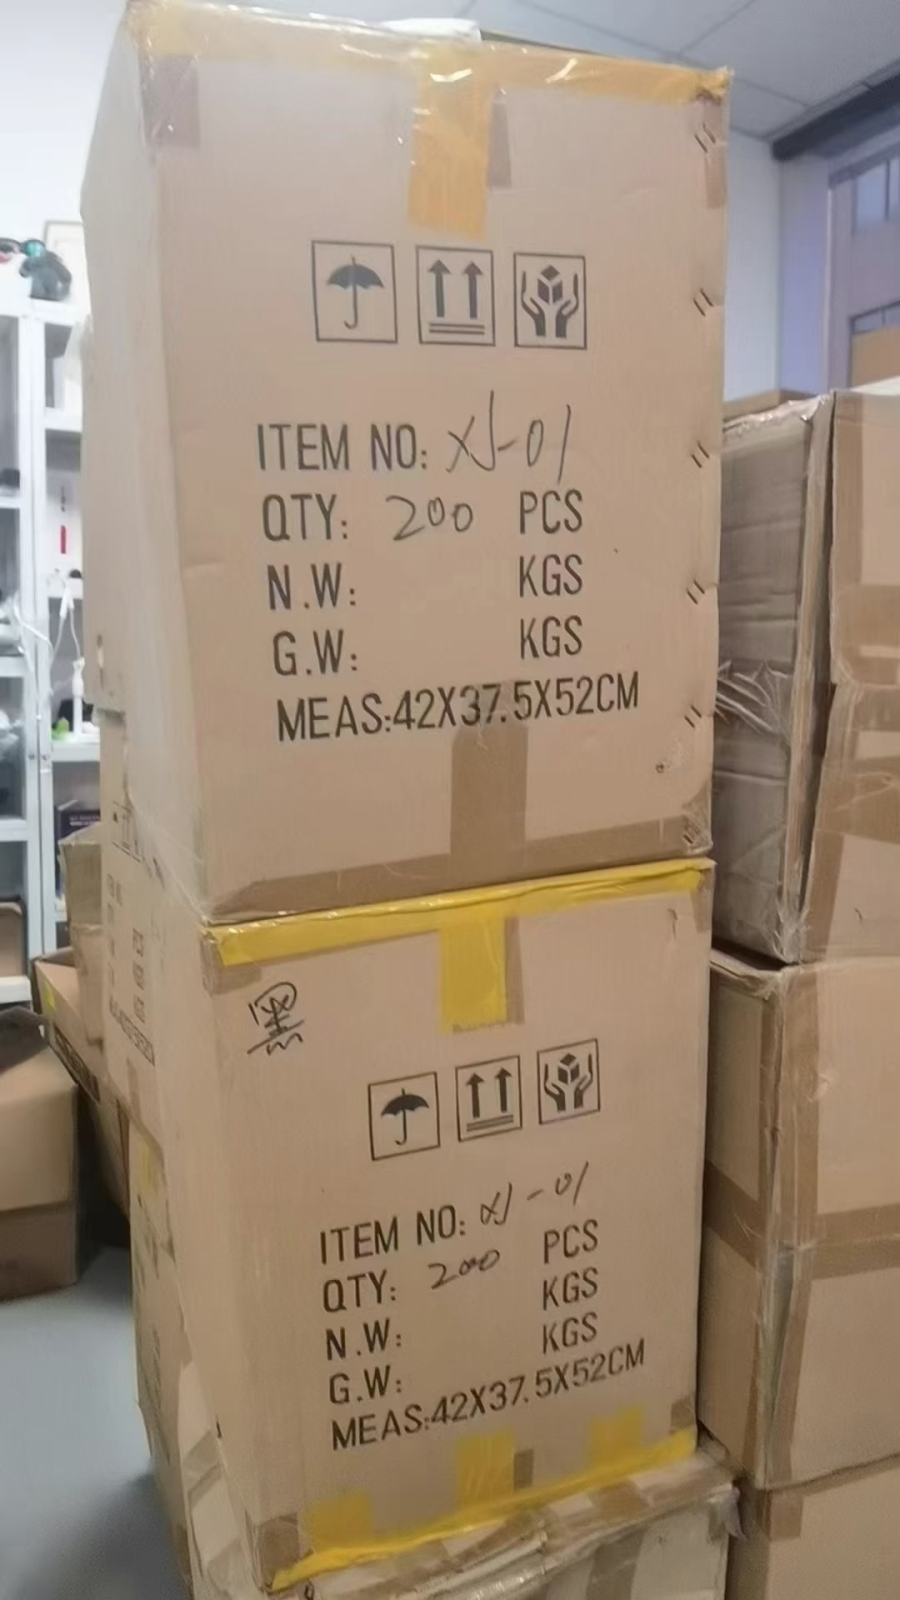 ITEM NO: XJ-01
QTY: 200 PCS
N.W: KGS
G.W: KGS
MEAS:42X37.5X52CM
黑
ITEM NO: XJ-01
QTY: 200 PCS
N.W: KGS
G.W: KGS
MEAS:42X37.5X52CM